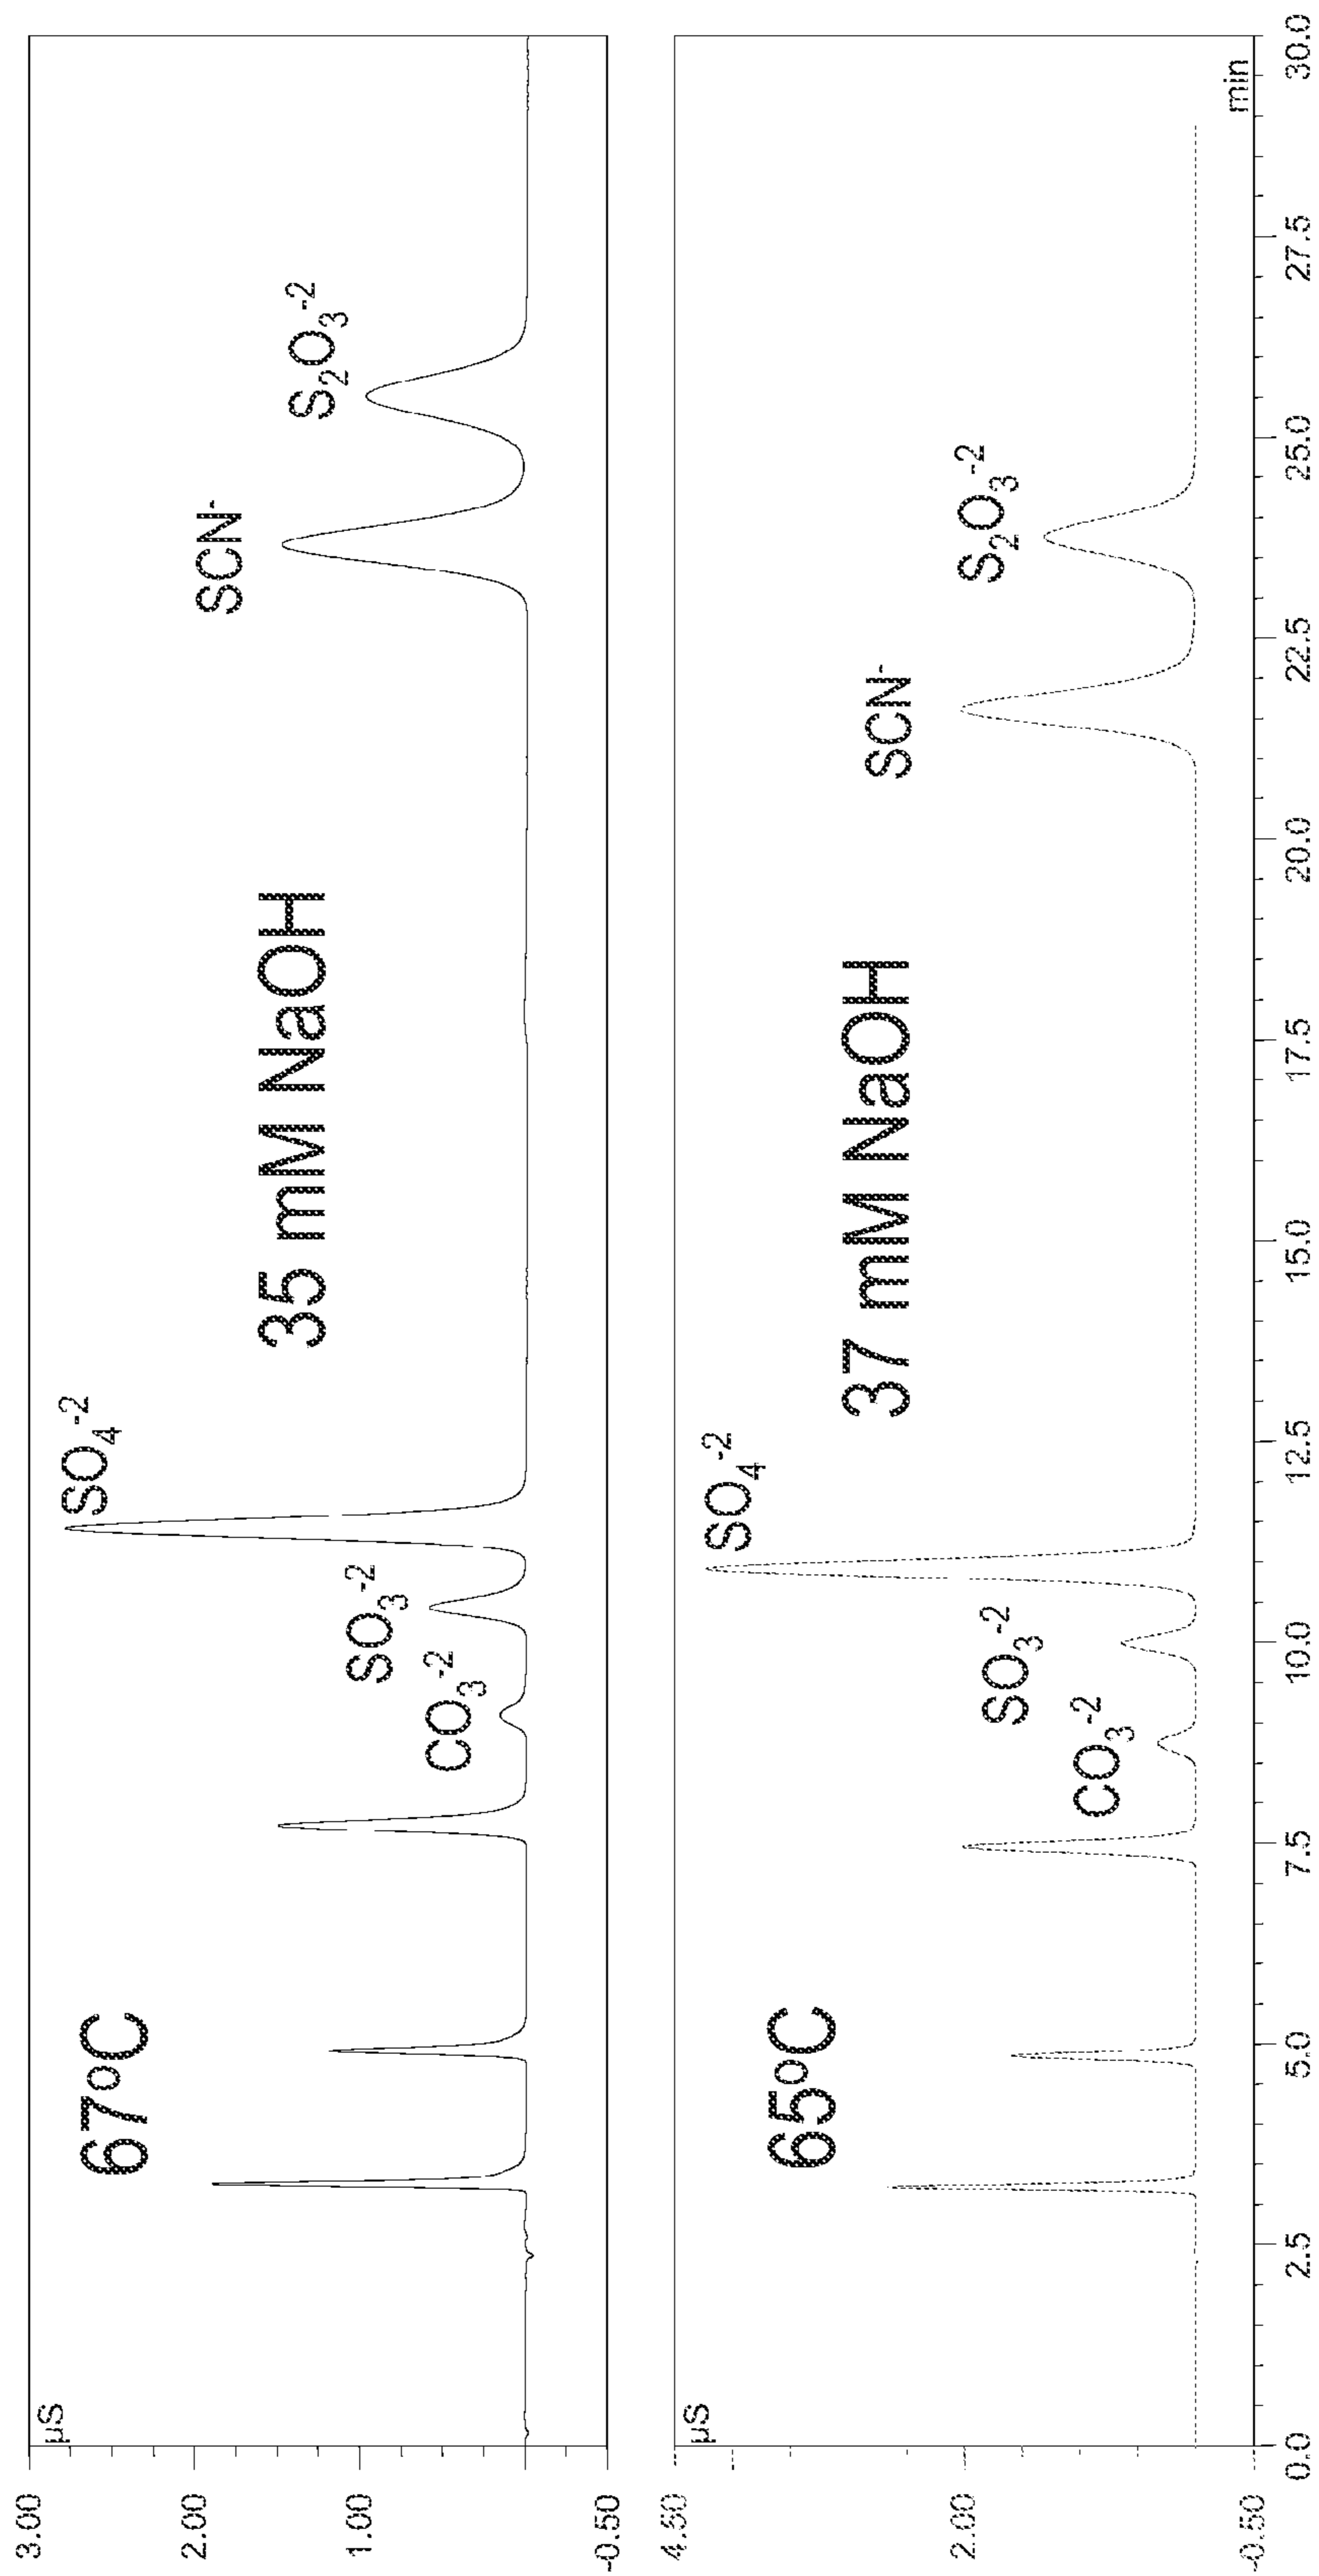 µS
3.00
2.00
1.00
-0.50
67°C
CO₃⁻²
SO₃⁻²
SO₄⁻²
35 mM NaOH
SCN⁻
S₂O₃⁻²
µS
4.50
2.00
-0.50
65°C
CO₃⁻²
SO₃⁻²
SO₄⁻²
37 mM NaOH
SCN⁻
S₂O₃⁻²
min
0.0 2.5 5.0 7.5 10.0 12.5 15.0 17.5 20.0 22.5 25.0 27.5 30.0